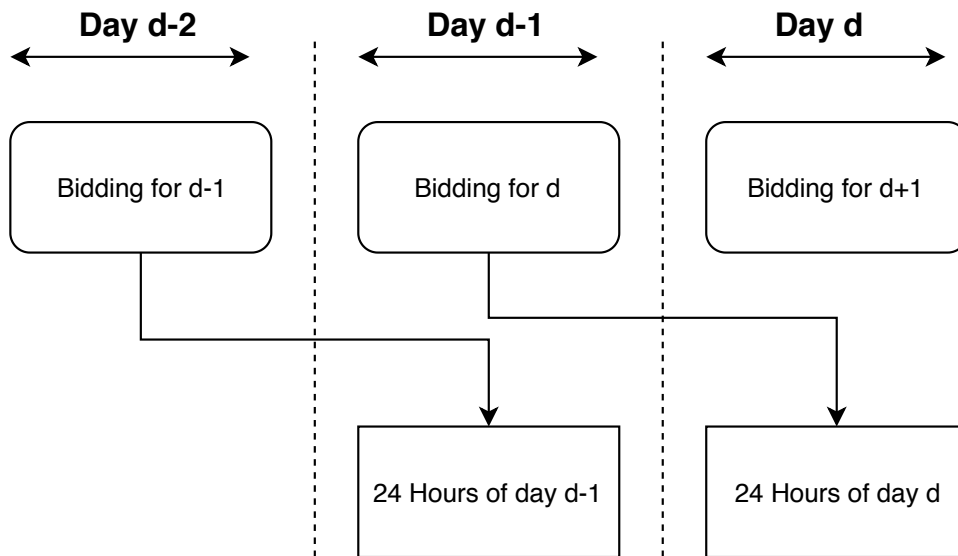 Day d-2
Day d-1
Day d
Bidding for d-1
Bidding for d
Bidding for d+1
24 Hours of day d-1
24 Hours of day d